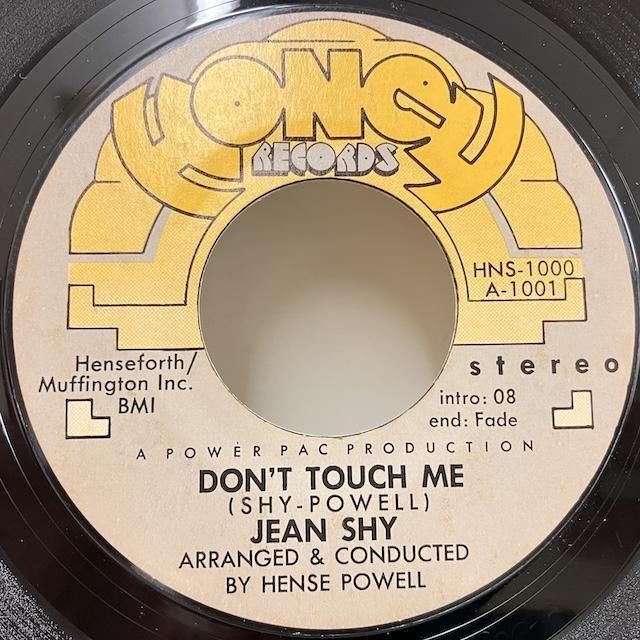 HONEY
RECORDS
HNS-1000
A-1001
Henseforth/
Muffington Inc.
BMI
stereo
intro: 08
end: Fade
A POWER PAC PRODUCTION
DON'T TOUCH ME
(SHY-POWELL)
JEAN SHY
ARRANGED & CONDUCTED
BY HENSE POWELL